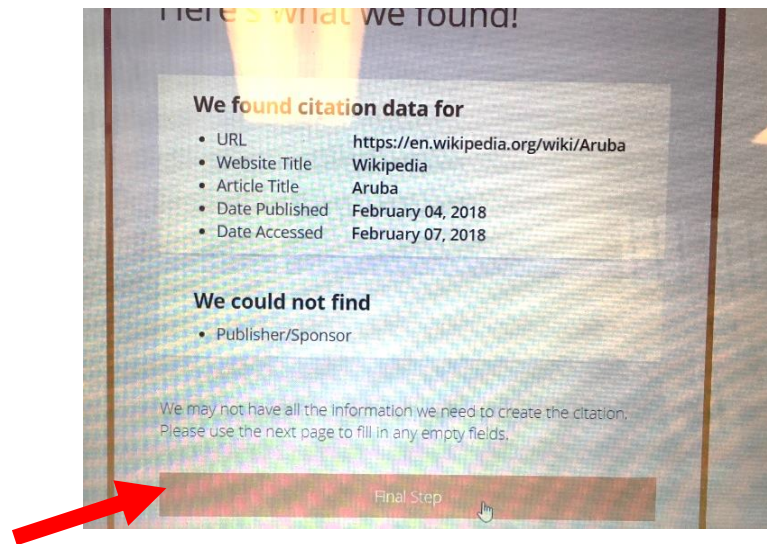 Here's what we found!
We found citation data for
• URL https://en.wikipedia.org/wiki/Aruba
• Website Title Wikipedia
• Article Title Aruba
• Date Published February 04, 2018
• Date Accessed February 07, 2018
We could not find
• Publisher/Sponsor
We may not have all the information we need to create the citation.
Please use the next page to fill in any empty fields.
Final Step